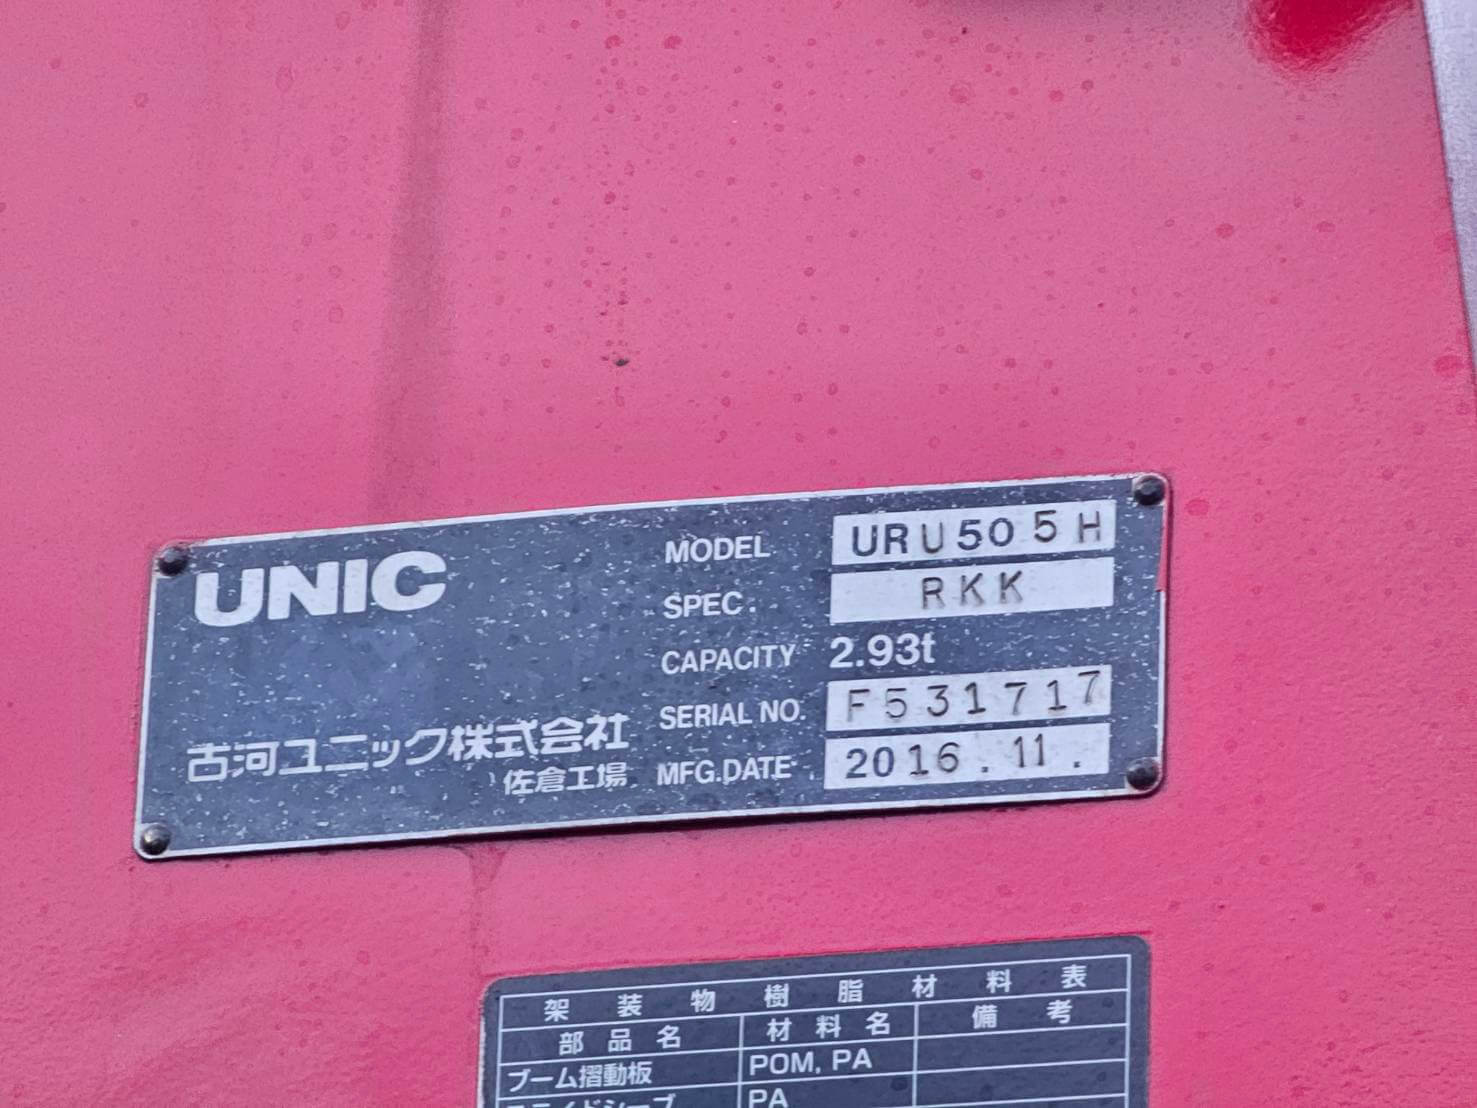 UNIC
MODEL URU505H
SPEC. RKK
CAPACITY 2.93t
SERIAL NO. F531717
古河ユニック株式会社
佐倉工場 MFG.DATE 2016.11.
架装物樹脂材料表
部品名 材料名 備考
ブーム摺動板 POM, PA
PA